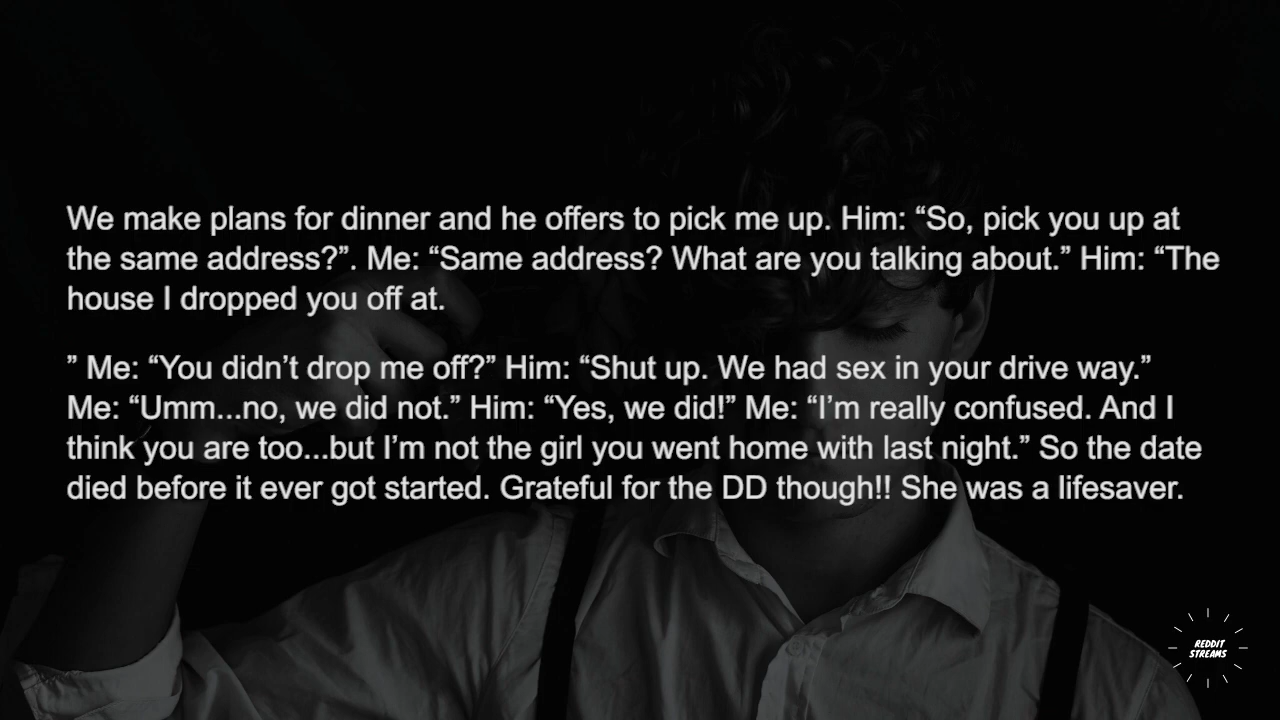 We make plans for dinner and he offers to pick me up. Him: “So, pick you up at
the same address?”. Me: “Same address? What are you talking about.” Him: “The
house I dropped you off at.
” Me: “You didn’t drop me off?” Him: “Shut up. We had sex in your drive way.”
Me: “Umm...no, we did not.” Him: “Yes, we did!” Me: “I’m really confused. And I
think you are too...but I’m not the girl you went home with last night.” So the date
died before it ever got started. Grateful for the DD though!! She was a lifesaver.
REDDIT
STREAMS